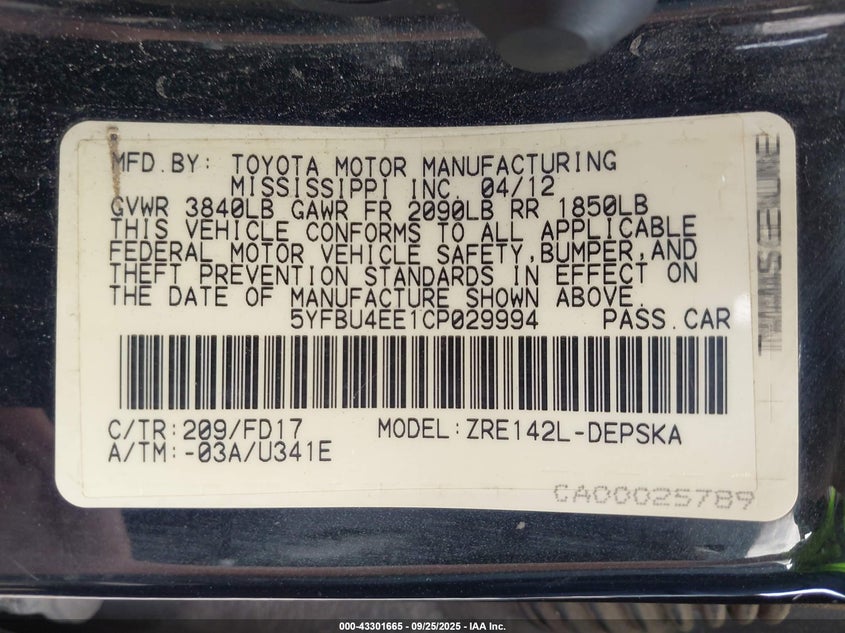 MFD.BY: TOYOTA MOTOR MANUFACTURING
MISSISSIPPI INC. 04/12
GVWR 3840LB GAWR FR 2090LB RR 1850LB
THIS VEHICLE CONFORMS TO ALL APPLICABLE
FEDERAL MOTOR VEHICLE SAFETY,BUMPER,AND
THEFT PREVENTION STANDARDS IN EFFECT ON
THE DATE OF MANUFACTURE SHOWN ABOVE.
5YFBU4EE1CP029994 PASS.CAR
C/TR:209/FD17 MODEL:ZRE142L-DEPSKA
A/TM:-03A/U341E
CA00025789
000-43301665 - 09/25/2025 - IAA Inc.